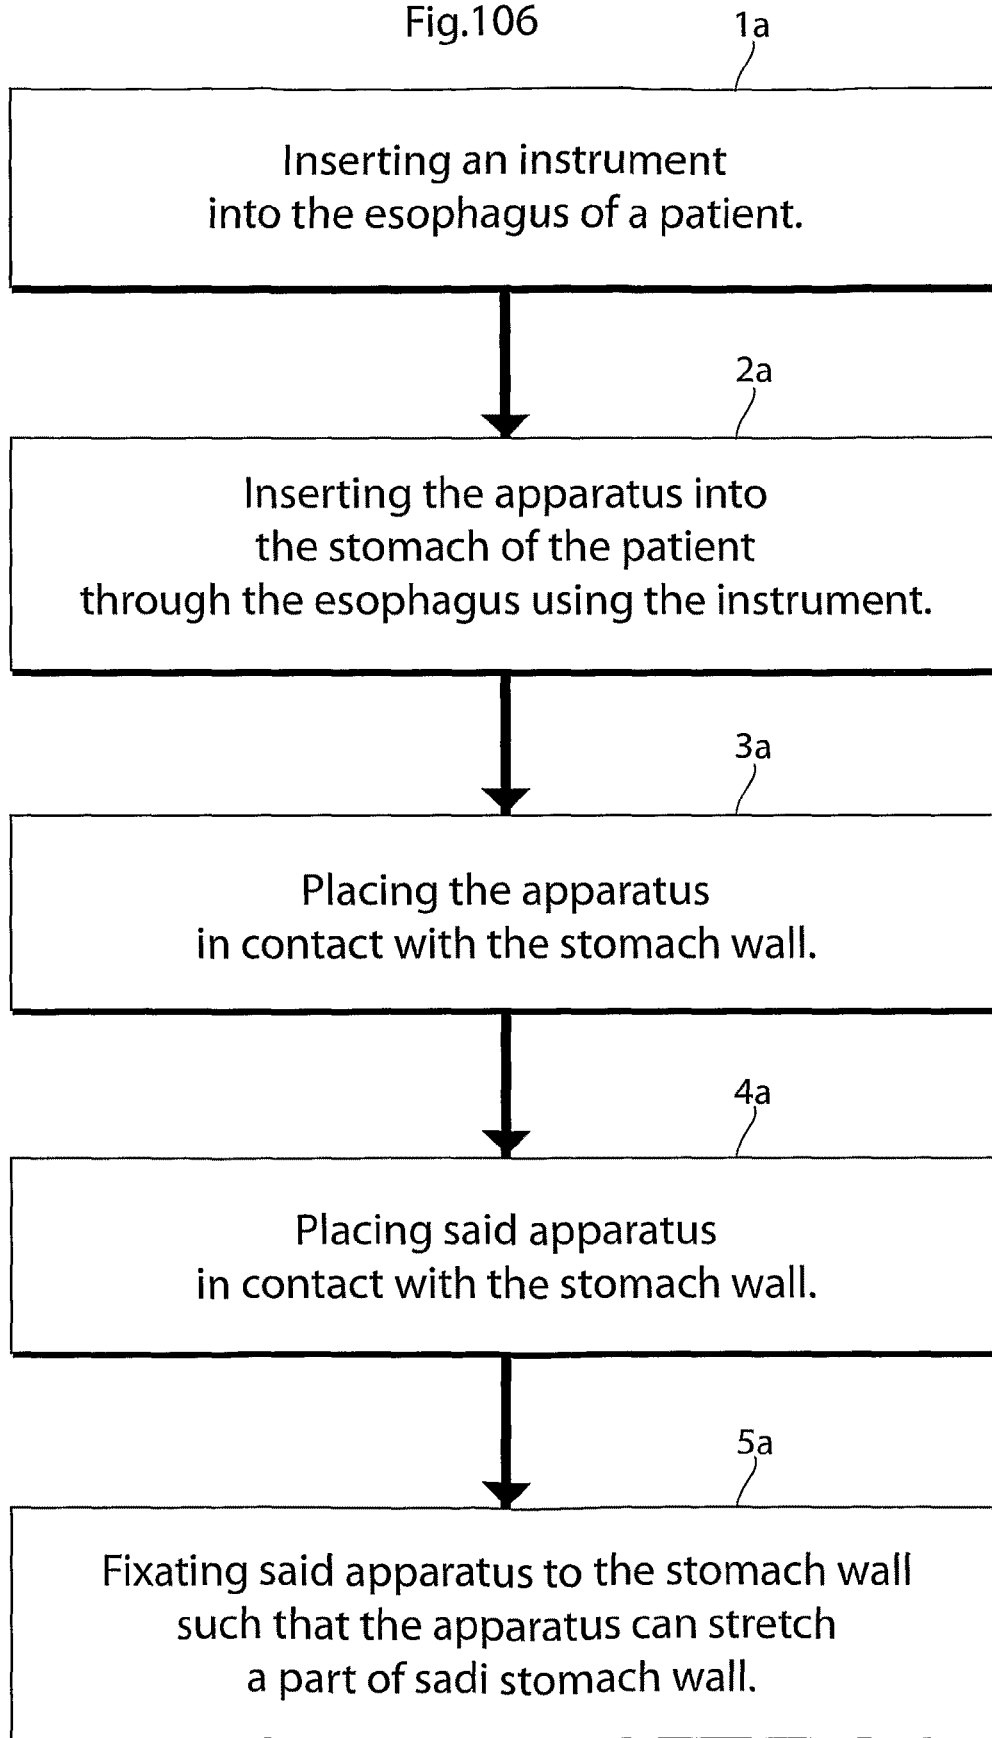 Fig.106
1a
Inserting an instrument
into the esophagus of a patient.
2a
Inserting the apparatus into
the stomach of the patient
through the esophagus using the instrument.
3a
Placing the apparatus
in contact with the stomach wall.
4a
Placing said apparatus
in contact with the stomach wall.
5a
Fixating said apparatus to the stomach wall
such that the apparatus can stretch
a part of sadi stomach wall.